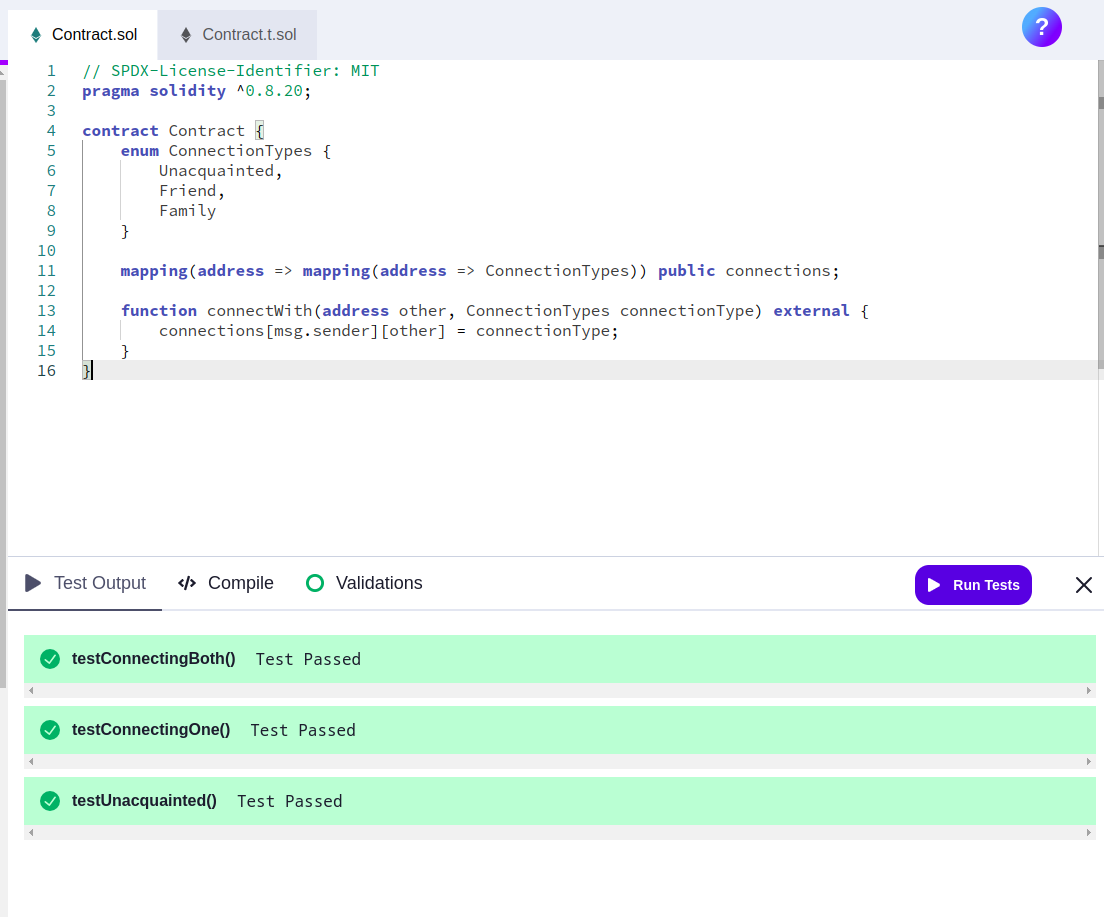 Contract.sol
Contract.t.sol
?
1 // SPDX-License-Identifier: MIT
2 pragma solidity ^0.8.20;
3
4 contract Contract {
5     enum ConnectionTypes {
6         Unacquainted,
7         Friend,
8         Family
9     }
10
11     mapping(address => mapping(address => ConnectionTypes)) public connections;
12
13     function connectWith(address other, ConnectionTypes connectionType) external {
14         connections[msg.sender][other] = connectionType;
15     }
16 }
Test Output </> Compile Validations Run Tests
testConnectingBoth() Test Passed
testConnectingOne() Test Passed
testUnacquainted() Test Passed